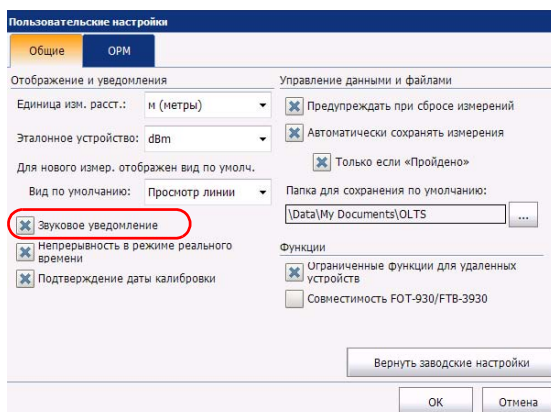 Пользовательские настройки
Общие
OPM
Отображение и уведомления
Единица изм. расст.:
м (метры)
Эталонное устройство:
dBm
Для нового измер. отображен вид по умолч.
Вид по умолчанию:
Просмотр линии
Звуковое уведомление
Непрерывность в режиме реального
времени
Подтверждение даты калибровки
Управление данными и файлами
Предупреждать при сбросе измерений
Автоматически сохранять измерения
Только если «Пройдено»
Папка для сохранения по умолчанию:
\Data\My Documents\OLTS
...
Функции
Ограниченные функции для удаленных
устройств
Совместимость FOT-930/FTB-3930
Вернуть заводские настройки
OK
Отмена